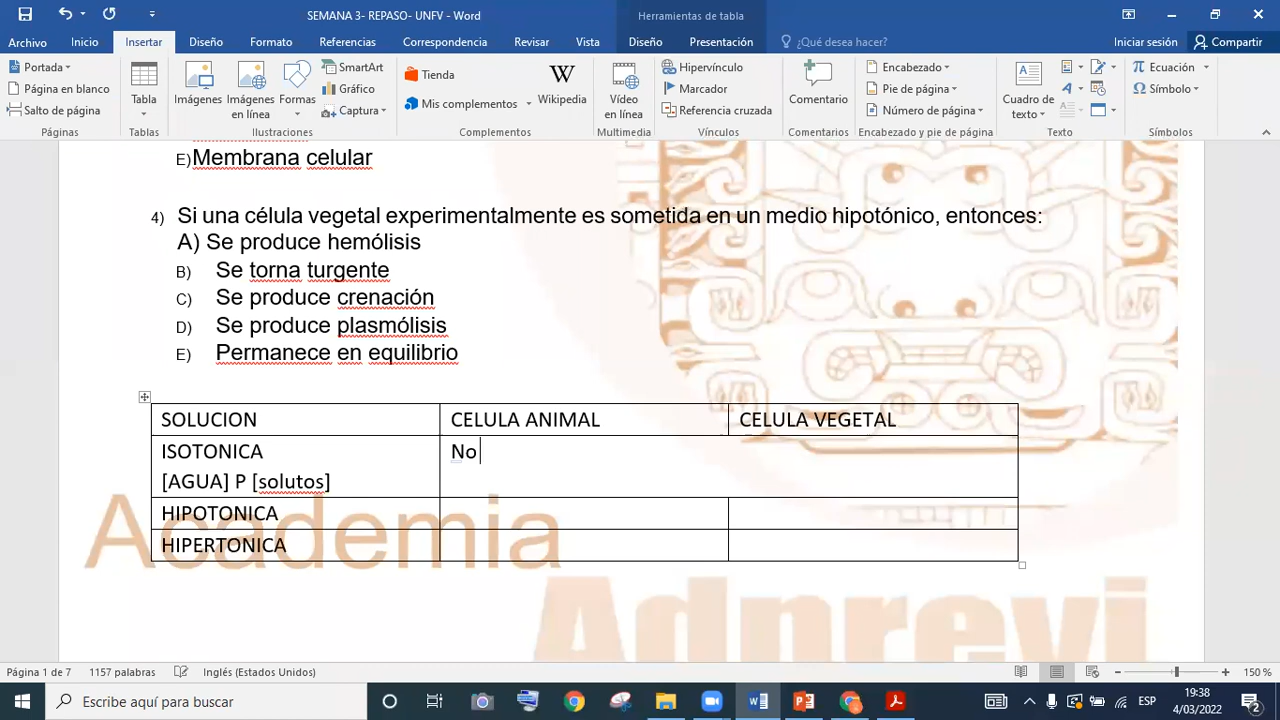 SEMANA 3- REPASO- UNFV - Word
Herramientas de tabla
Archivo Inicio Insertar Diseño Formato Referencias Correspondencia Revisar Vista Diseño Presentación ¿Qué desea hacer? Iniciar sesión Compartir
Portada
Página en blanco
Salto de página
Páginas
Tabla
Tablas
Imágenes
Imágenes en línea
Formas
SmartArt
Gráfico
Captura
Ilustraciones
Tienda
Mis complementos
Wikipedia
Complementos
Vídeo en línea
Multimedia
Hipervínculo
Marcador
Referencia cruzada
Vínculos
Comentario
Comentarios
Encabezado
Pie de página
Número de página
Encabezado y pie de página
Cuadro de texto
Texto
Ecuación
Símbolo
Símbolos
E) Membrana celular
4) Si una célula vegetal experimentalmente es sometida en un medio hipotónico, entonces:
A) Se produce hemólisis
B) Se torna turgente
C) Se produce crenación
D) Se produce plasmólisis
E) Permanece en equilibrio
SOLUCION CELULA ANIMAL CELULA VEGETAL
ISOTONICA No
[AGUA] P [solutos]
HIPOTONICA
HIPERTONICA
Academia
Adprevi
Página 1 de 7 1157 palabras Inglés (Estados Unidos) 150 %
Escribe aquí para buscar
ESP
19:38
4/03/2022
2